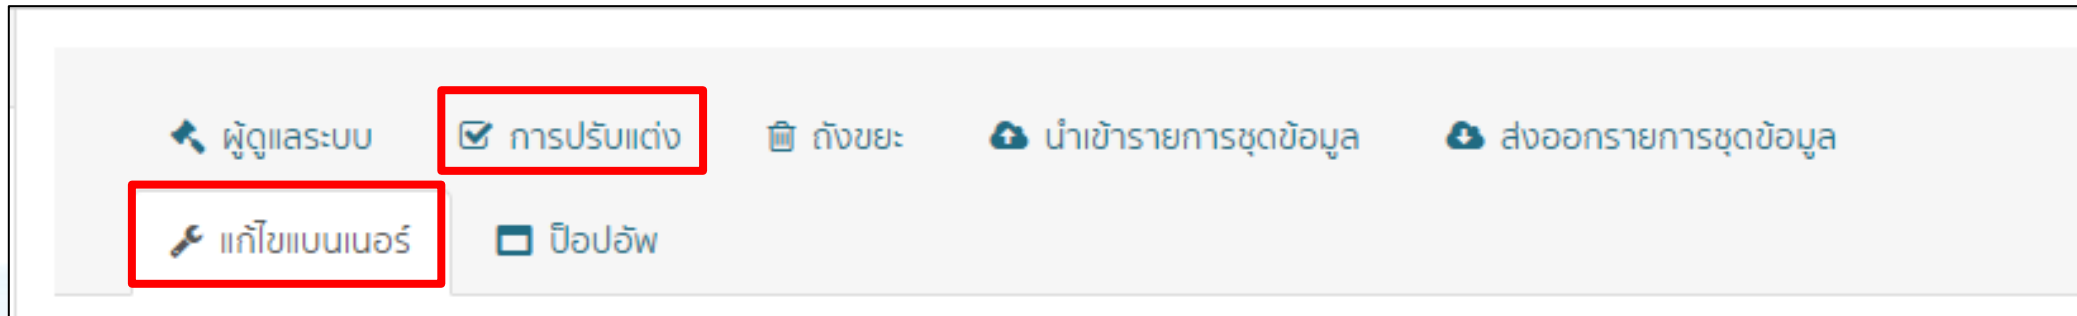 ผู้ดูแลระบบ การปรับแต่ง ถังขยะ นำเข้ารายการชุดข้อมูล ส่งออกรายการชุดข้อมูล
แก้ไขแบนเนอร์ ป็อปอัพ